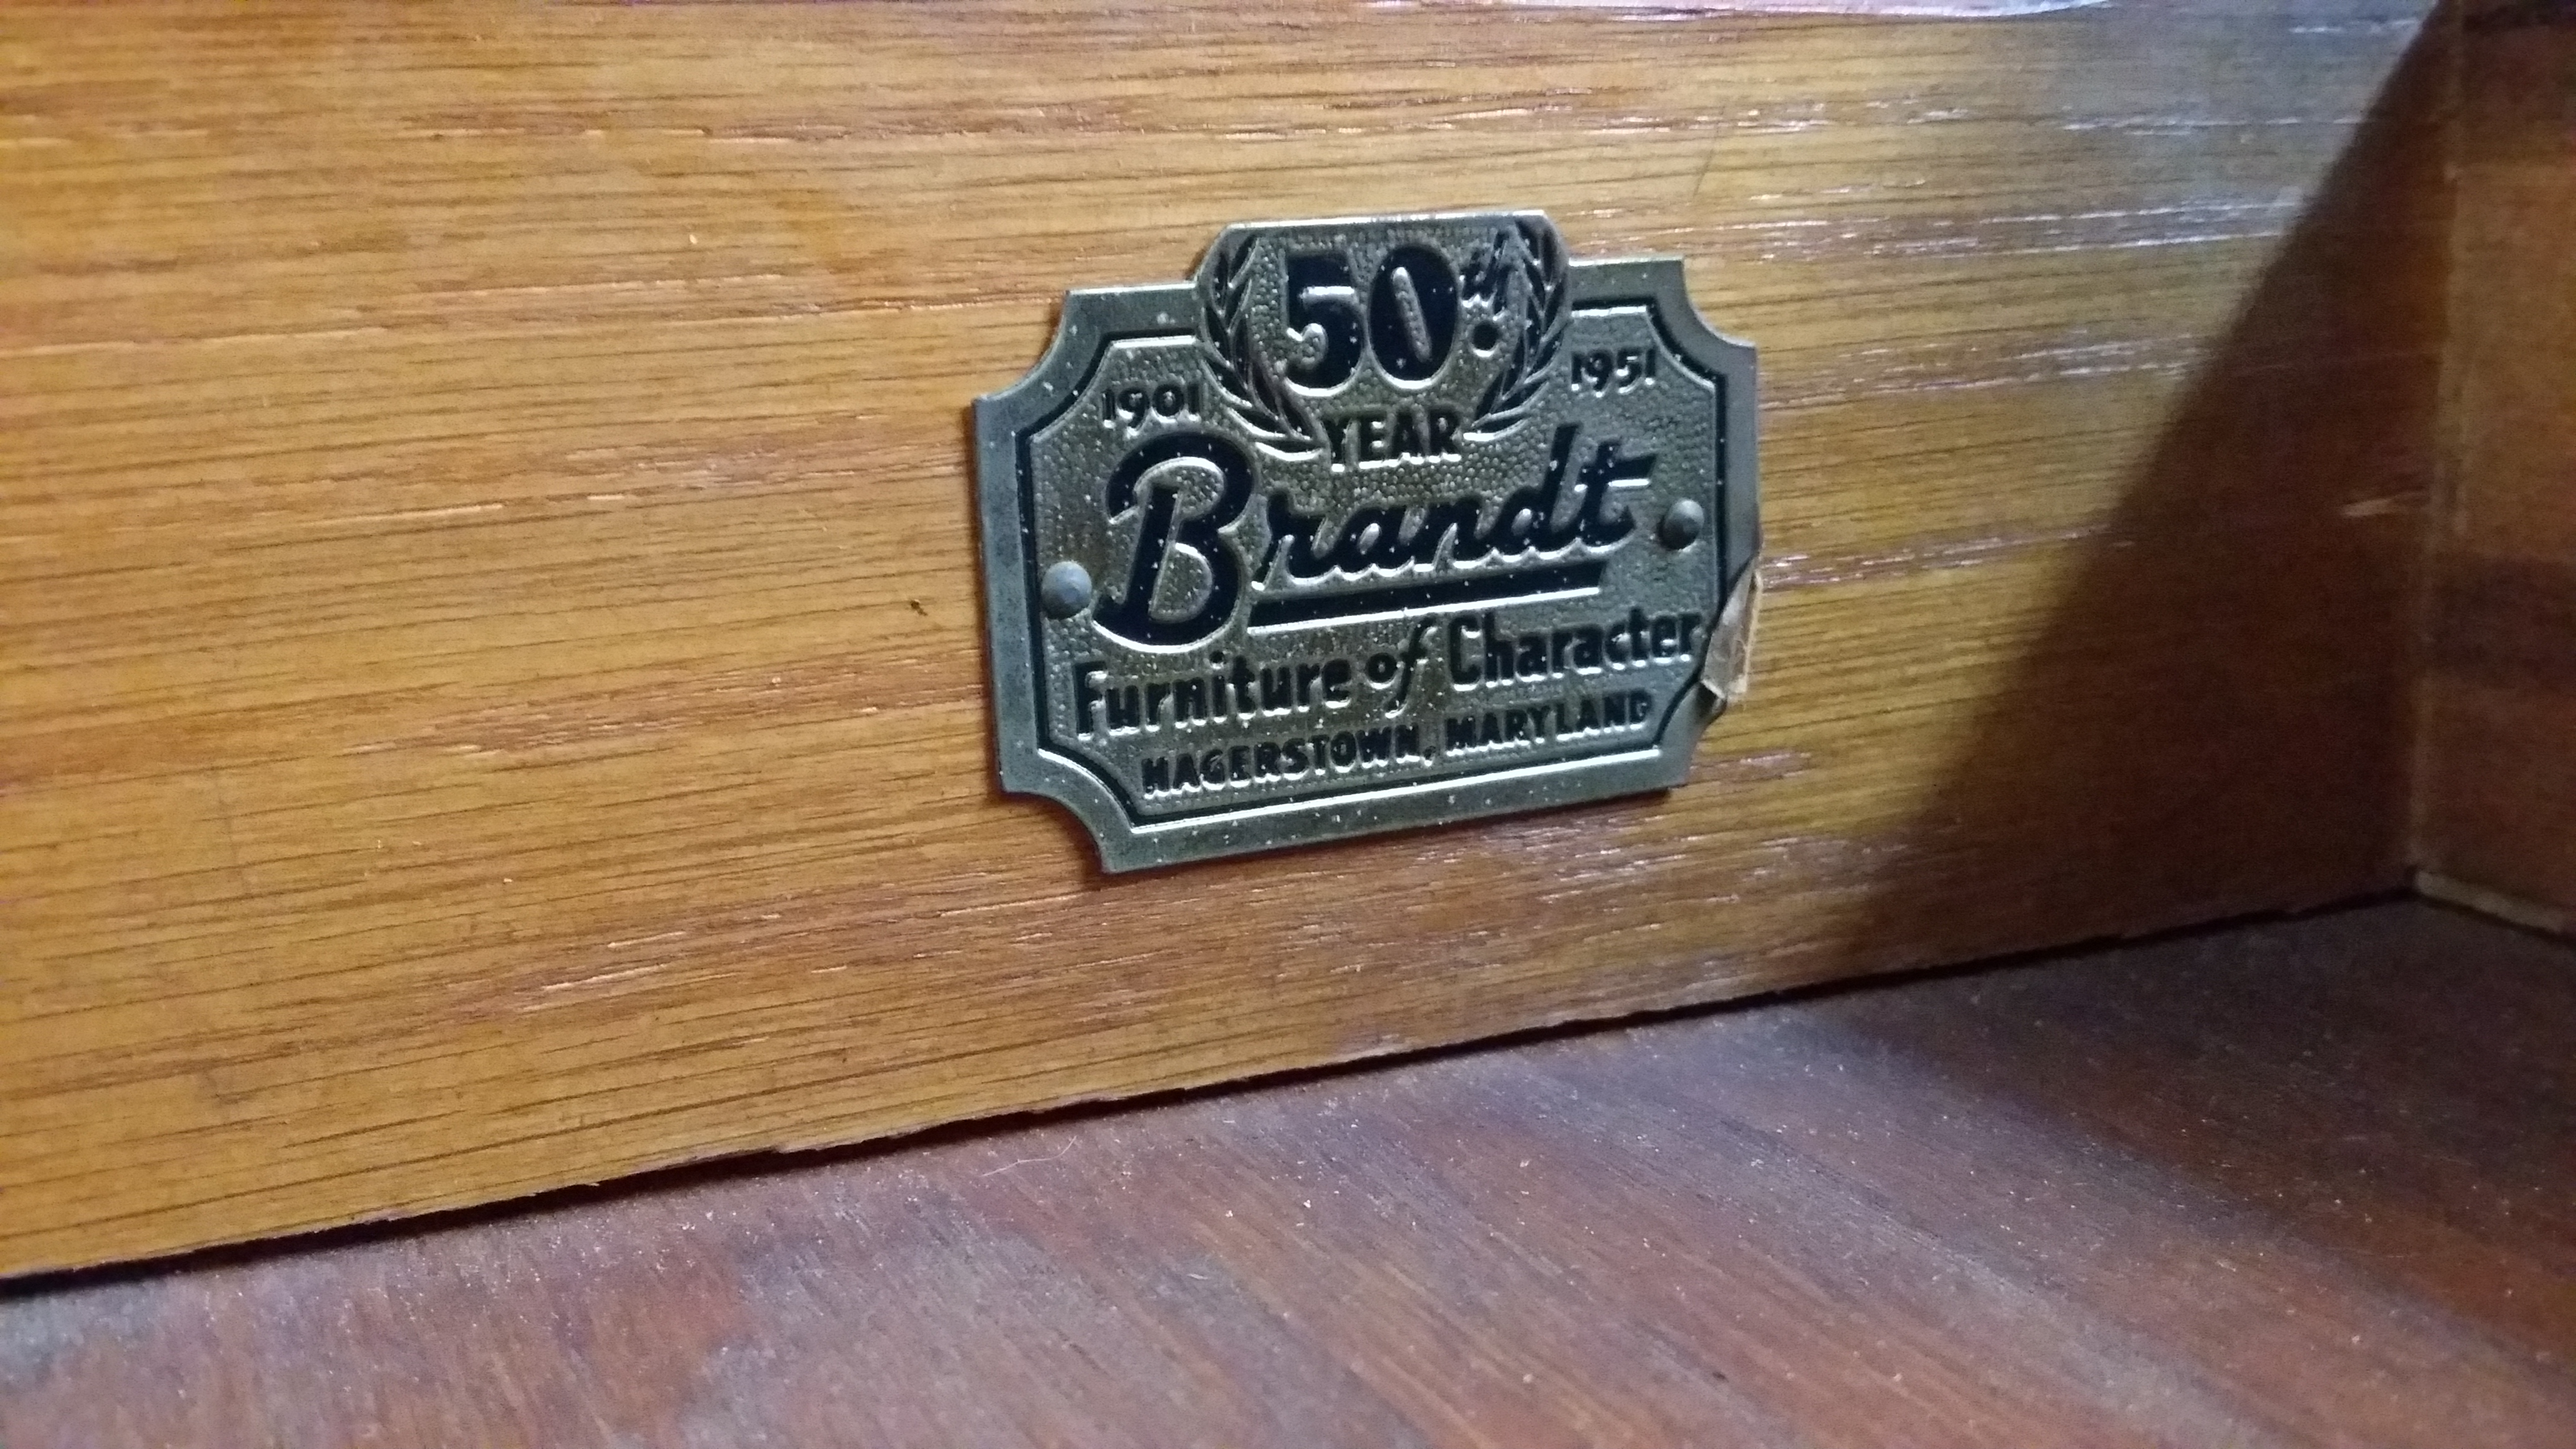 50th
1901 1951
YEAR
Brandt
Furniture of Character
HAGERSTOWN, MARYLAND